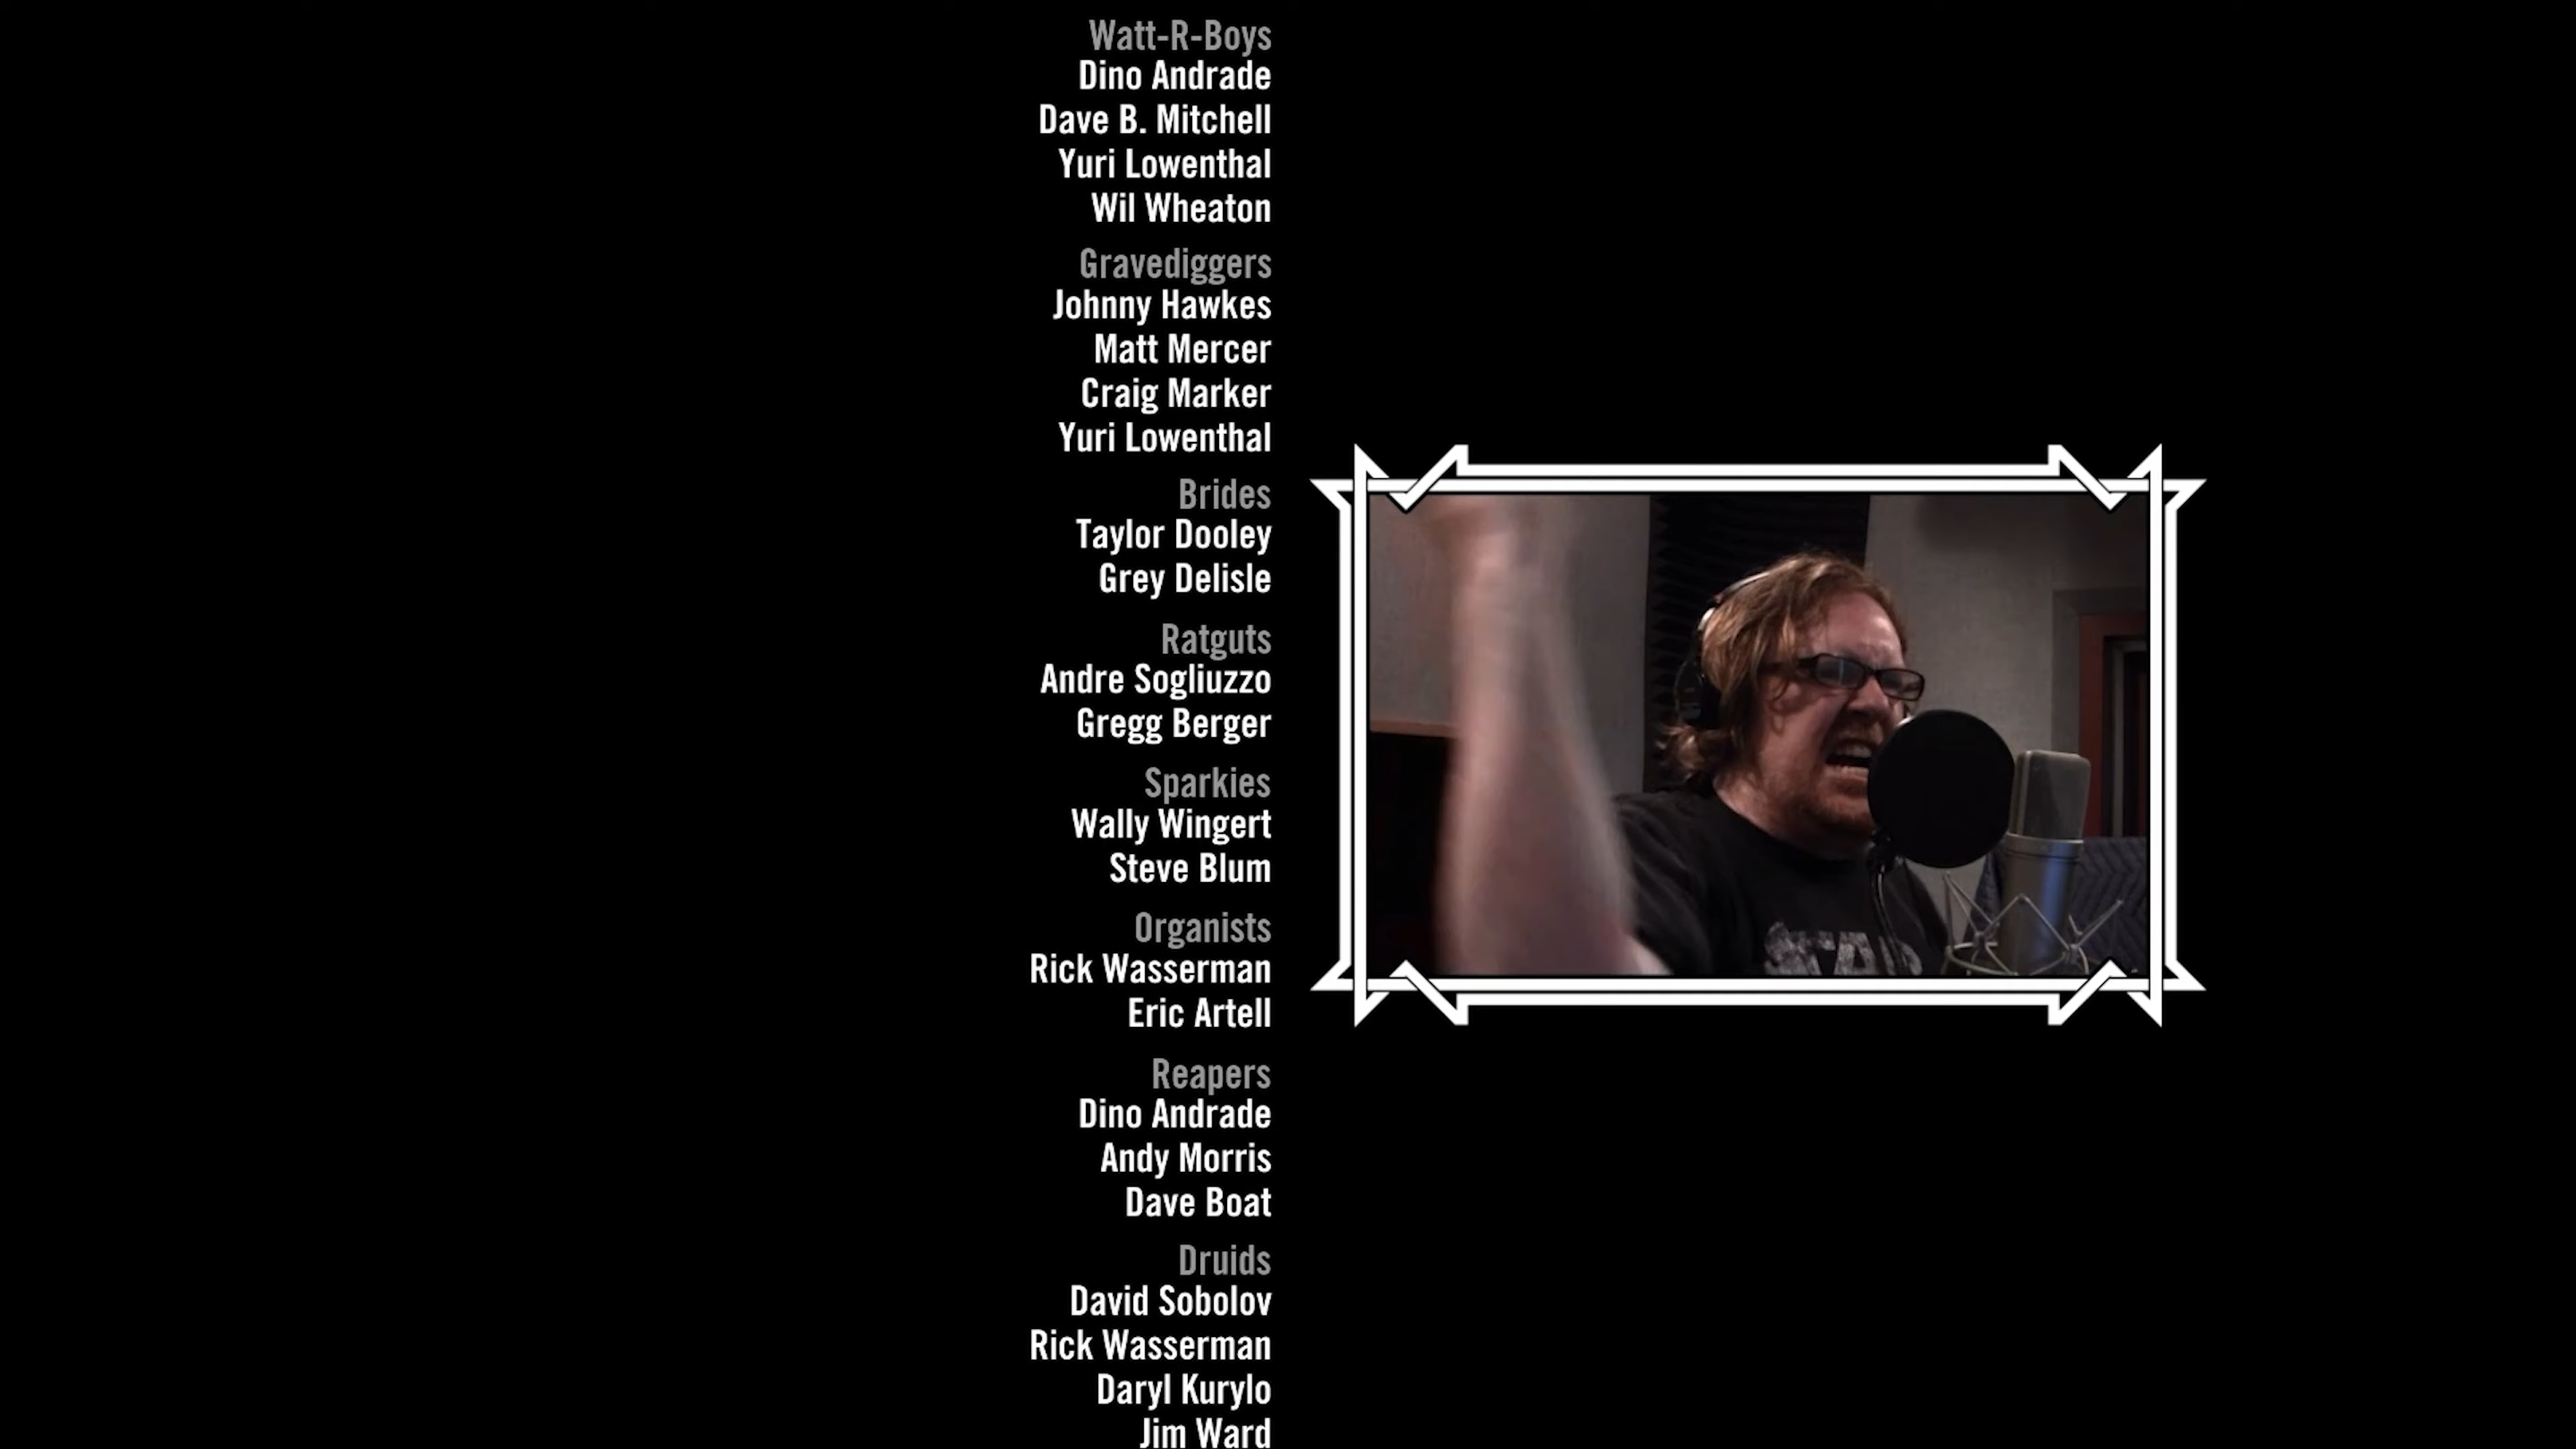 Watt-R-Boys
Dino Andrade
Dave B. Mitchell
Yuri Lowenthal
Wil Wheaton
Gravediggers
Johnny Hawkes
Matt Mercer
Craig Marker
Yuri Lowenthal
Brides
Taylor Dooley
Grey Delisle
Ratguts
Andre Sogliuzzo
Gregg Berger
Sparkies
Wally Wingert
Steve Blum
Organists
Rick Wasserman
Eric Artell
Reapers
Dino Andrade
Andy Morris
Dave Boat
Druids
David Sobolov
Rick Wasserman
Daryl Kurylo
Jim Ward
STAR